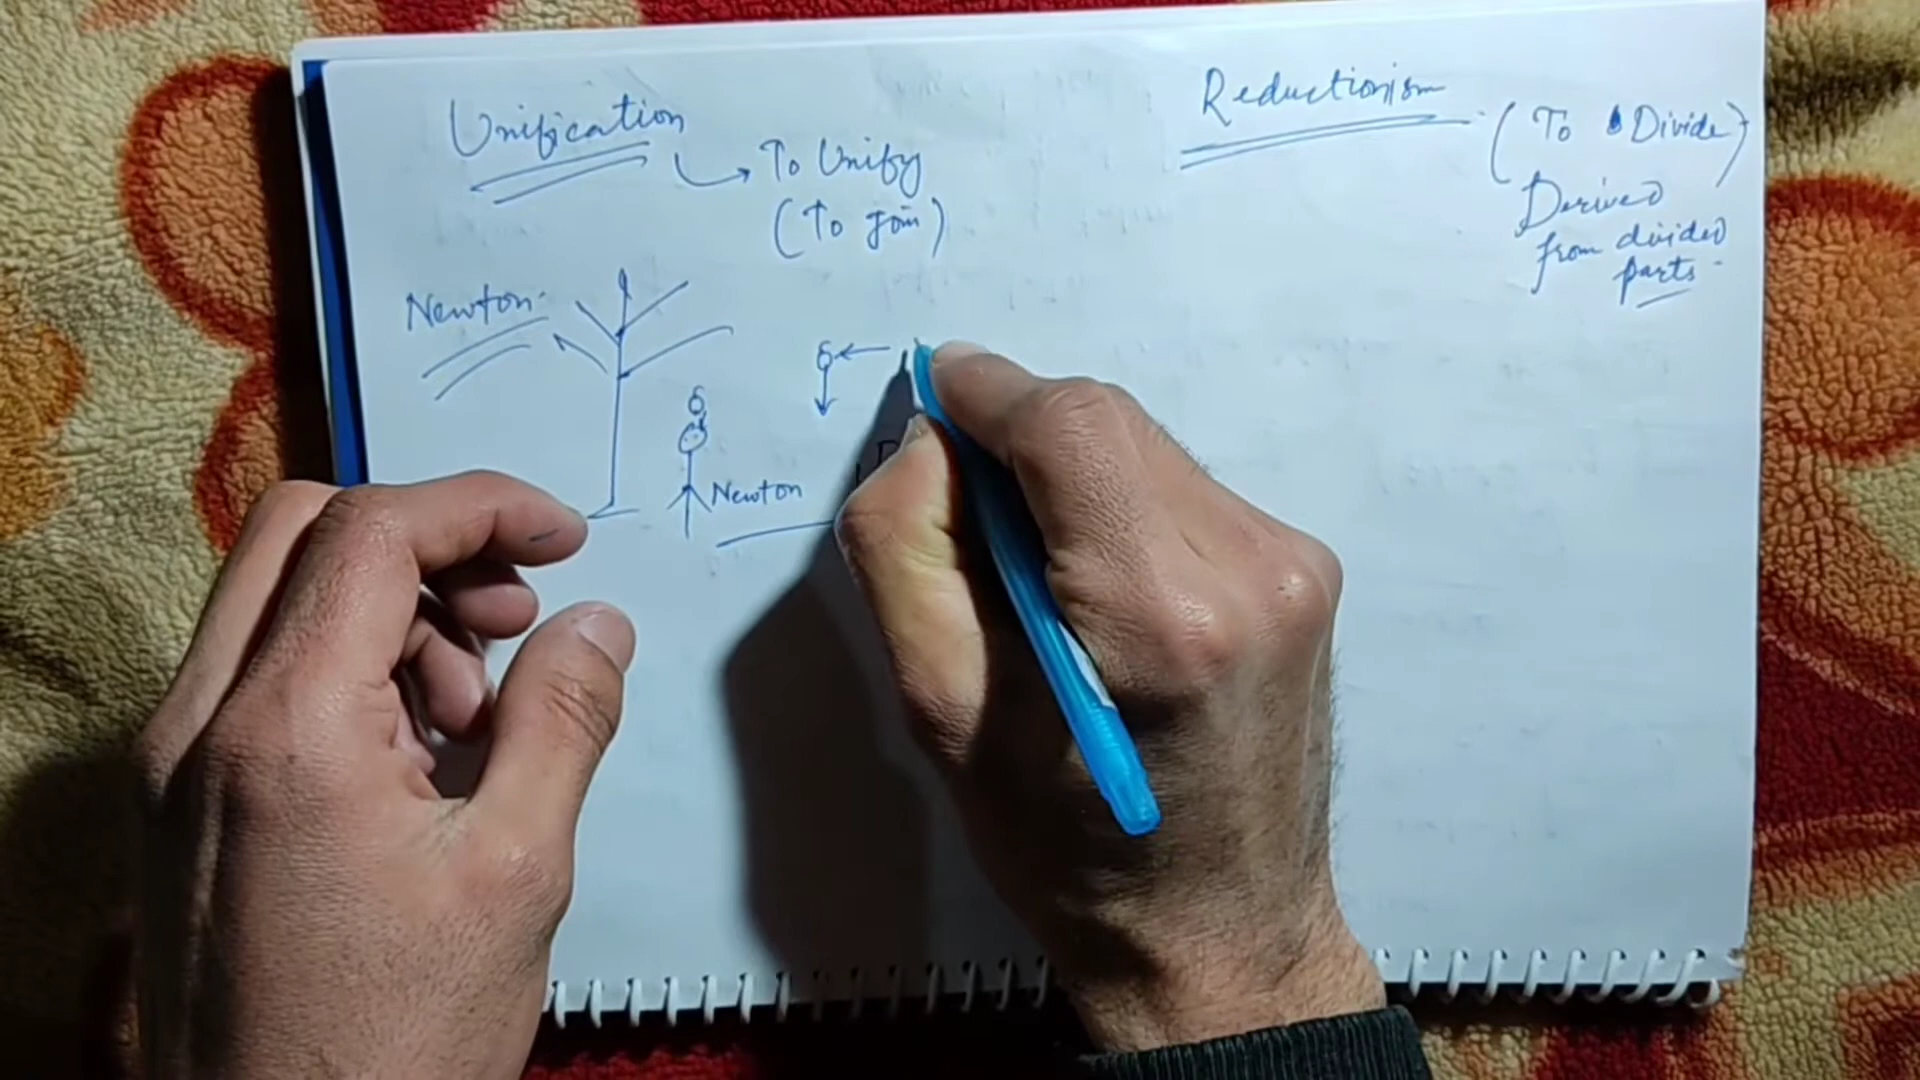 Unification
To Unify
(To Join)
Reductionism
(To Divide)
Derived
from divided
parts
Newton
Newton